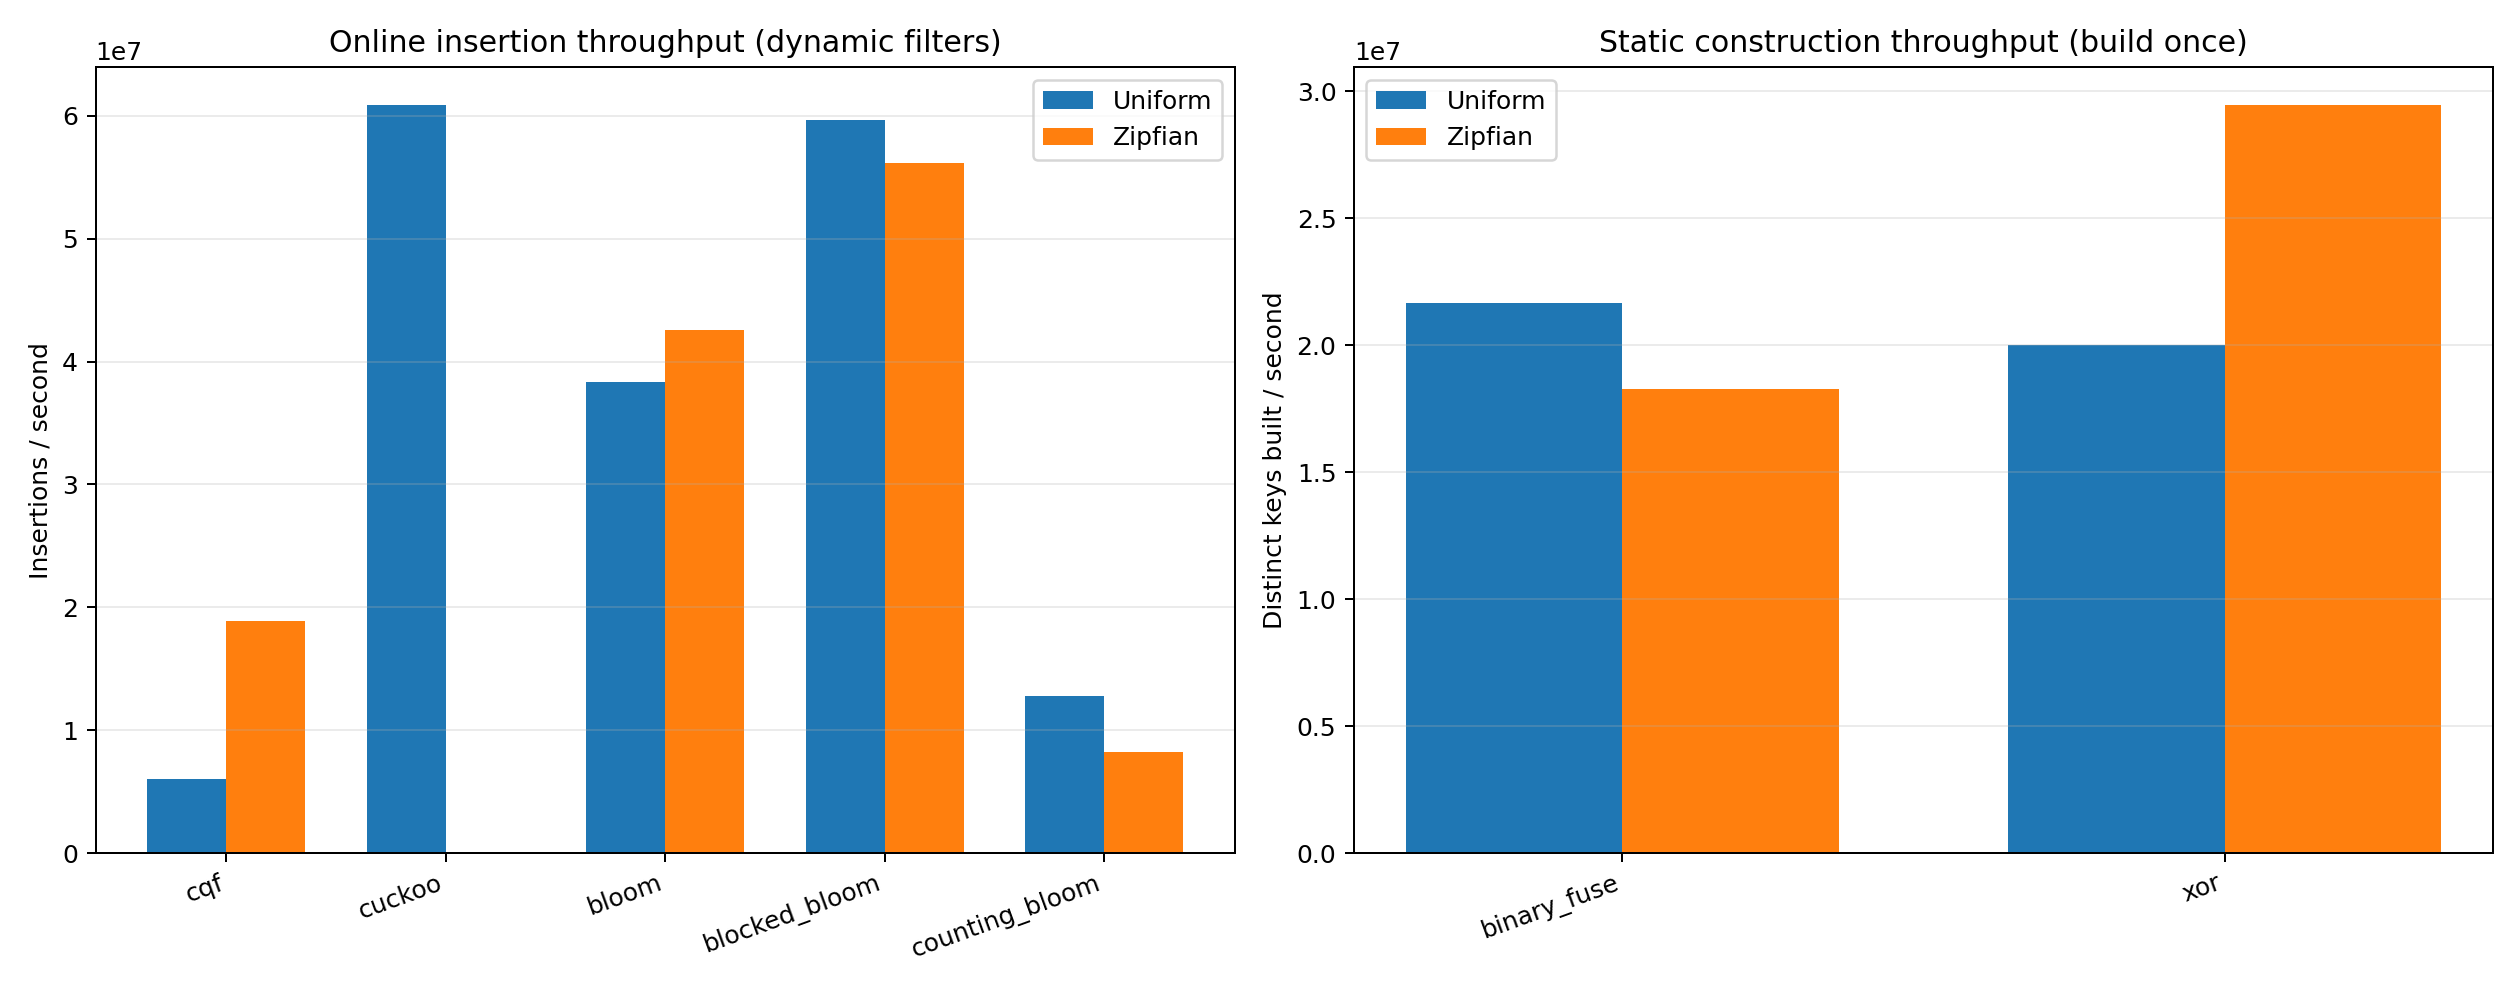 Online insertion throughput (dynamic filters)
1e7
Insertions / second
6
5
4
3
2
1
0
Uniform
Zipfian
cqf
cuckoo
bloom
blocked_bloom
counting_bloom
Static construction throughput (build once)
1e7
Distinct keys built / second
3.0
2.5
2.0
1.5
1.0
0.5
0.0
Uniform
Zipfian
binary_fuse
xor